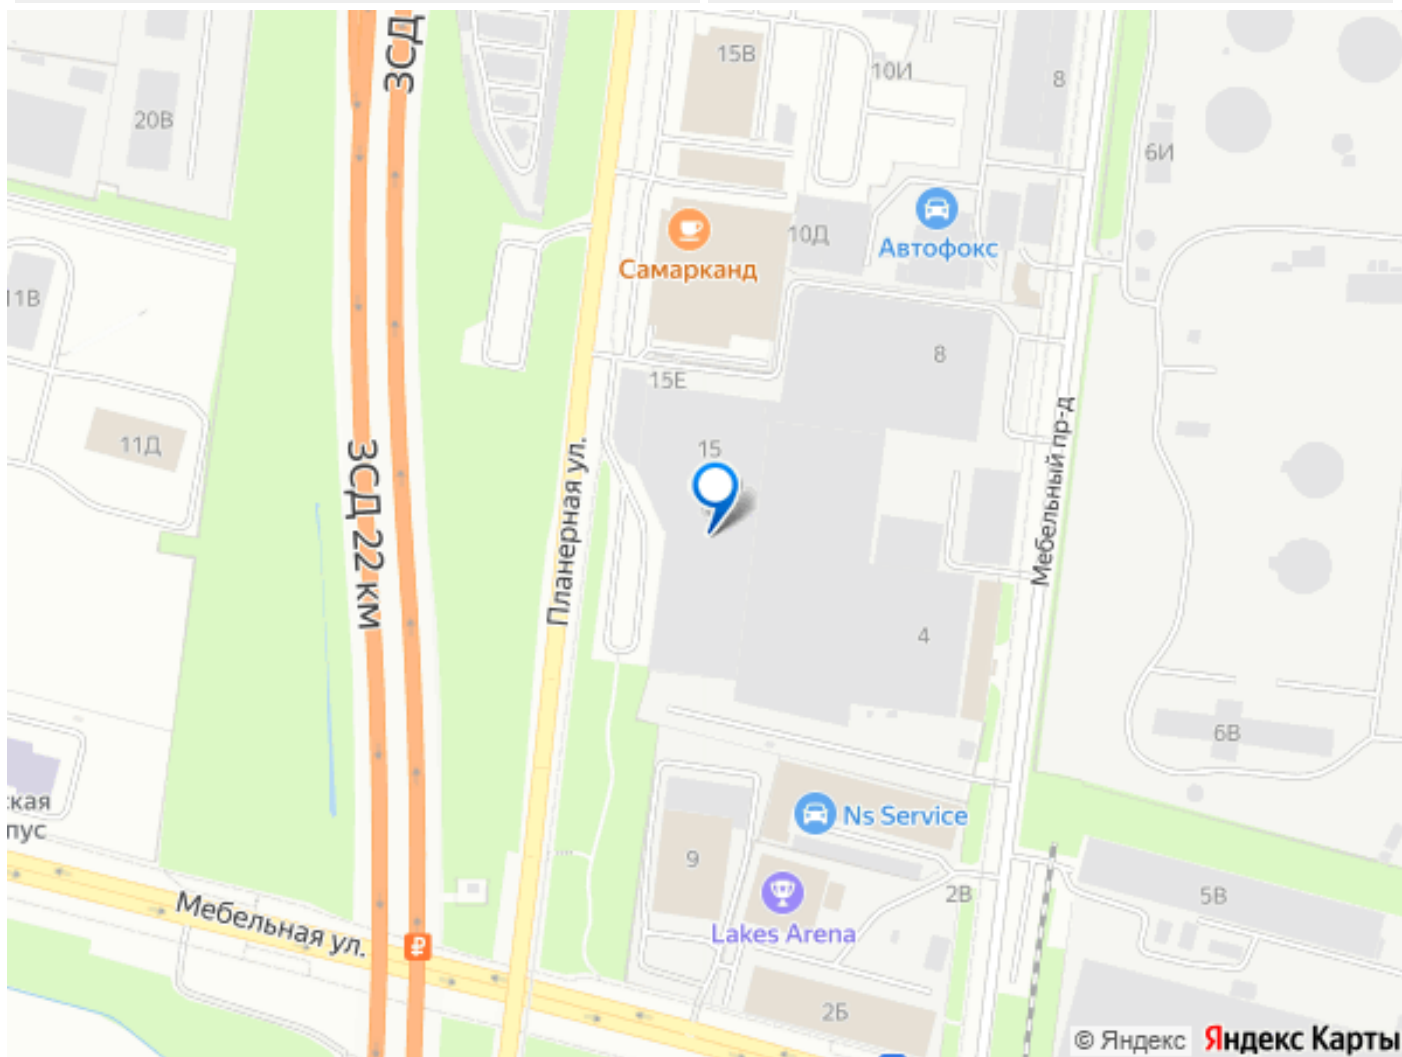 ЗСД
15В
10И
8
20В
6И
10Д
Автофокс
Самарканд
11В
8
15Е
11Д
15
ЗСД 22 км
Планерная ул.
Мебельный пр-д
4
6В
ская
пус
Ns Service
9
2В
5В
Мебельная ул.
₽
Lakes Arena
2Б
© Яндекс Яндекс Карты